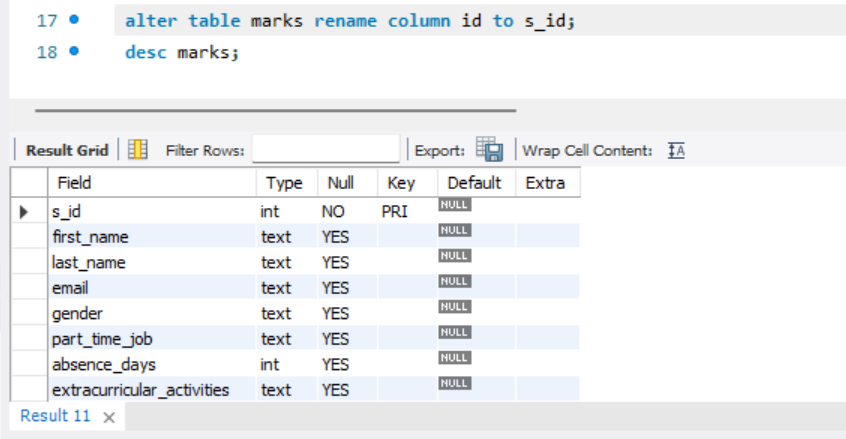 17 alter table marks rename column id to s_id;
18 desc marks;
Result Grid Filter Rows: Export: Wrap Cell Content: IA
Field Type Null Key Default Extra
s_id int NO PRI NULL
first_name text YES NULL
last_name text YES NULL
email text YES NULL
gender text YES NULL
part_time_job text YES NULL
absence_days int YES NULL
extracurricular_activities text YES NULL
Result 11 ×